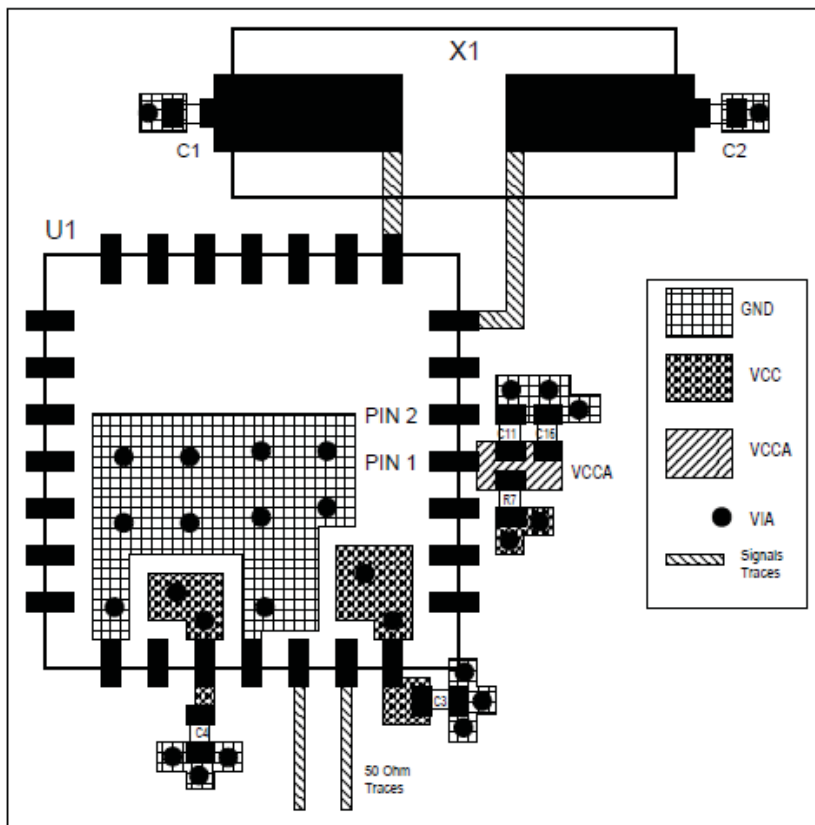 X1
C1
C2
U1
GND
VCC
PIN 2
C11
C16
PIN 1
VCCA
VCCA
R7
VIA
Signals
Traces
C3
C4
50 Ohm
Traces